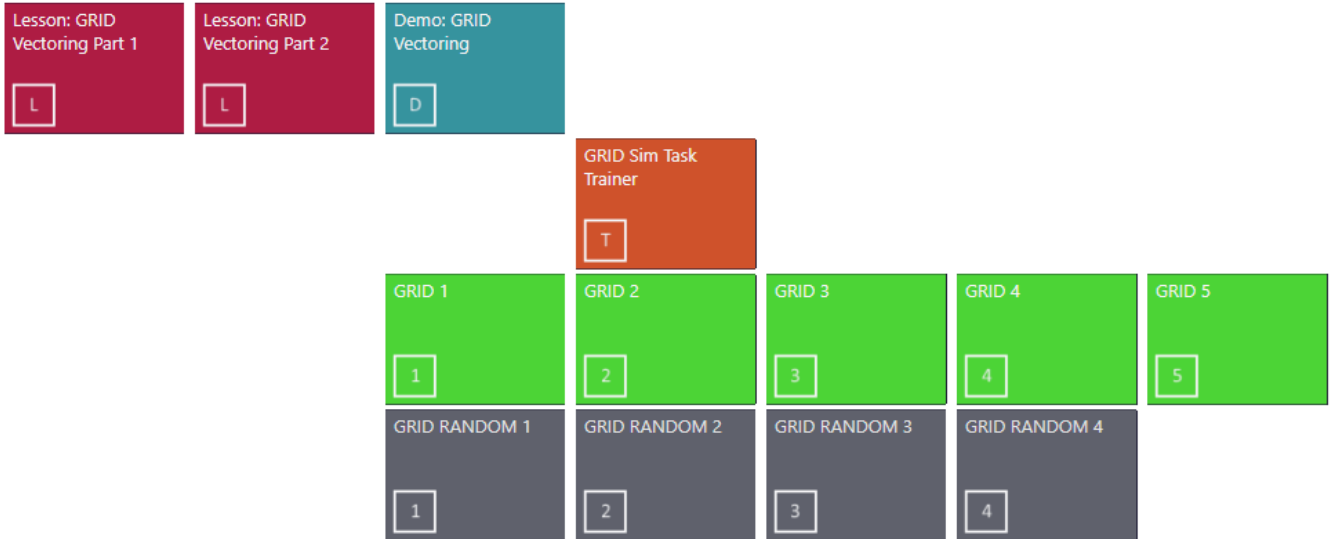 Lesson: GRID
Vectoring Part 1
L
Lesson: GRID
Vectoring Part 2
L
Demo: GRID
Vectoring
D
GRID Sim Task
Trainer
T
GRID 1
1
GRID 2
2
GRID 3
3
GRID 4
4
GRID 5
5
GRID RANDOM 1
1
GRID RANDOM 2
2
GRID RANDOM 3
3
GRID RANDOM 4
4